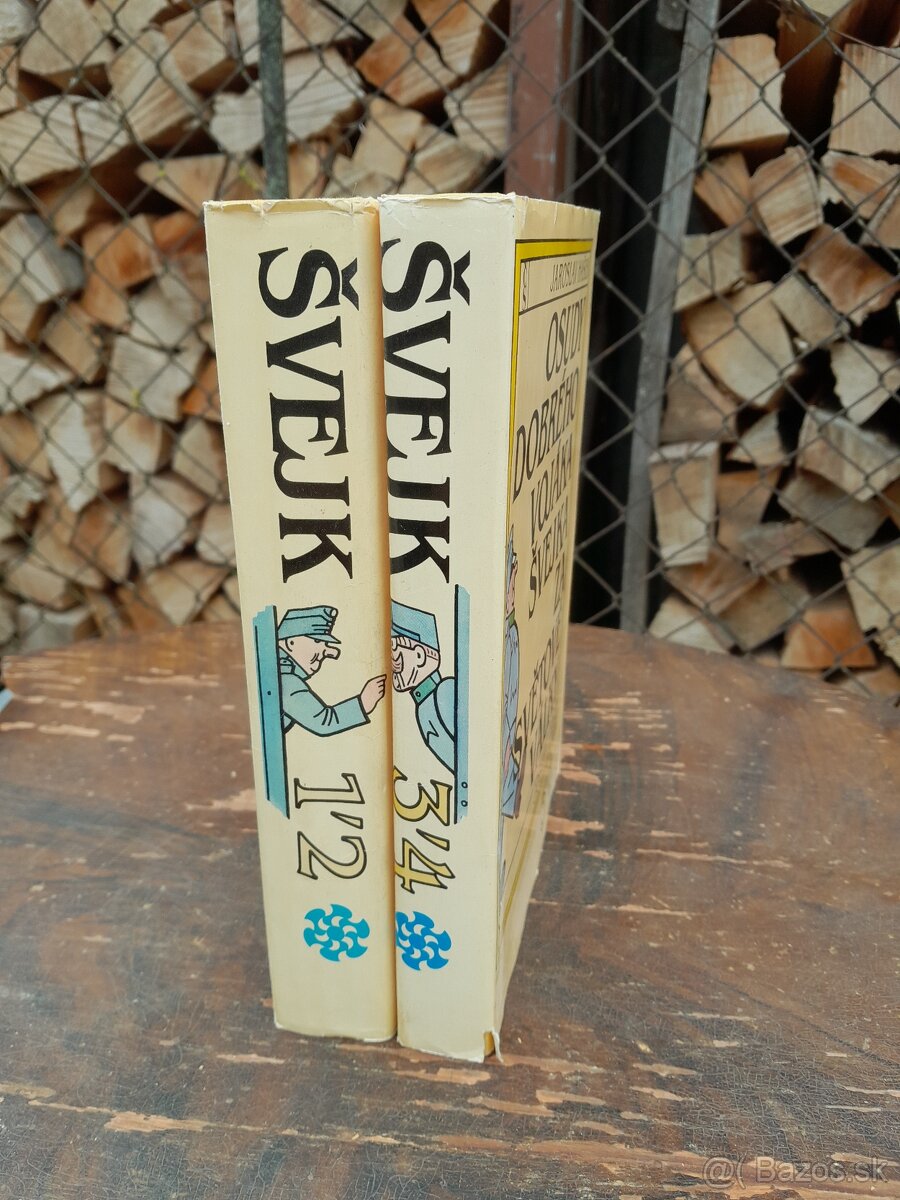 ŠVEJK
1'2
ŠVEJK
3'4
JAROSLAV
OSUDY
DOBRÉHO
VOJÁKA
ŠVEJKA
@( Bazos.sk